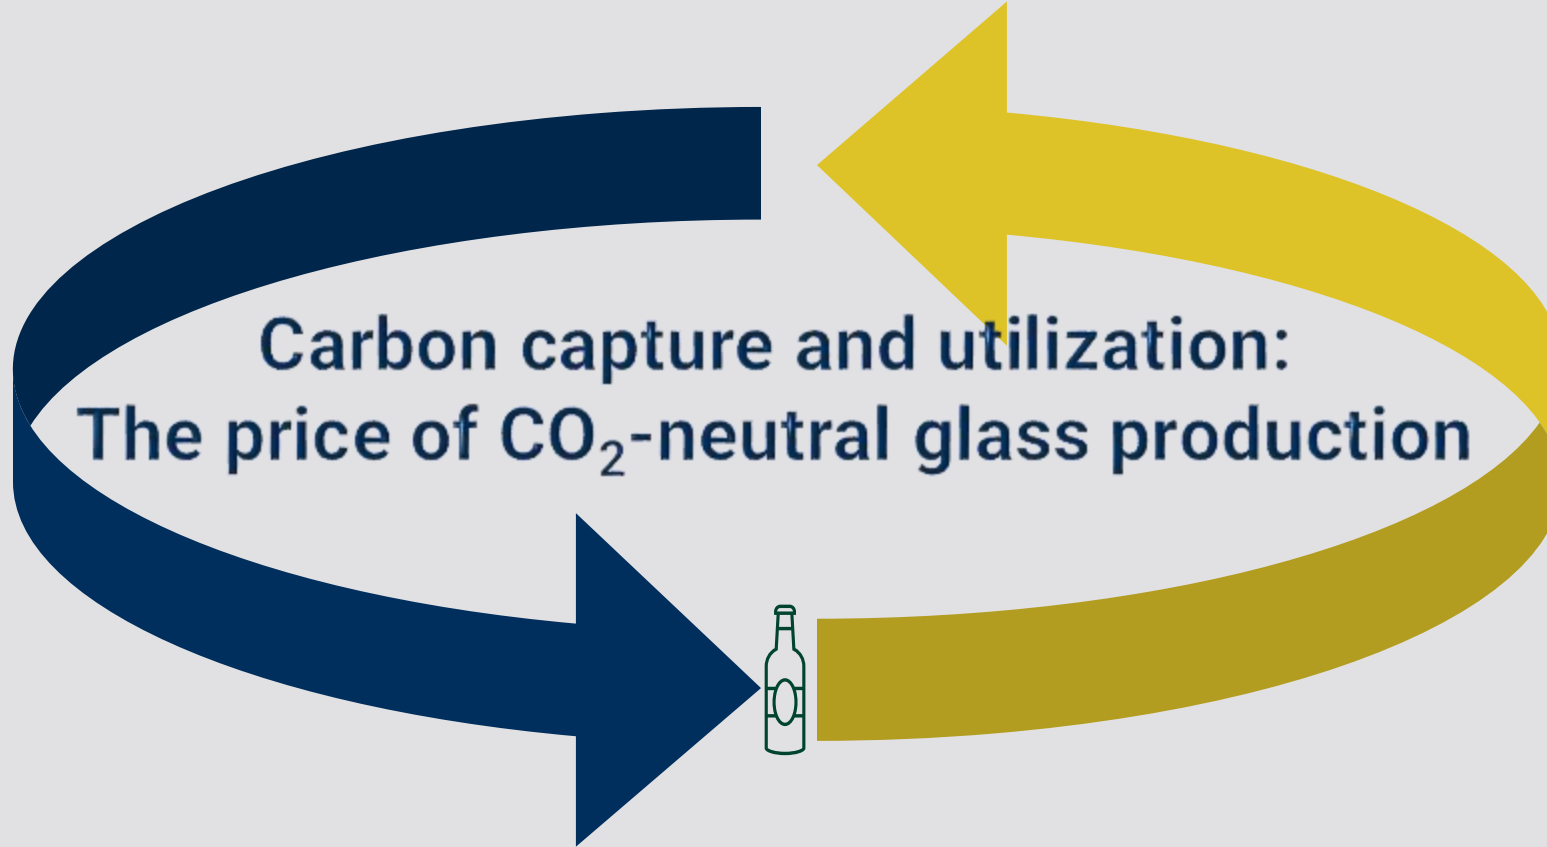 Carbon capture and utilization:
The price of CO₂-neutral glass production